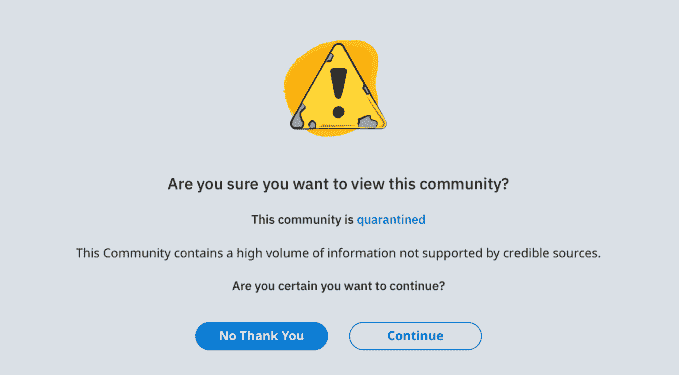 Are you sure you want to view this community?
This community is quarantined
This Community contains a high volume of information not supported by credible sources.
Are you certain you want to continue?
No Thank You
Continue